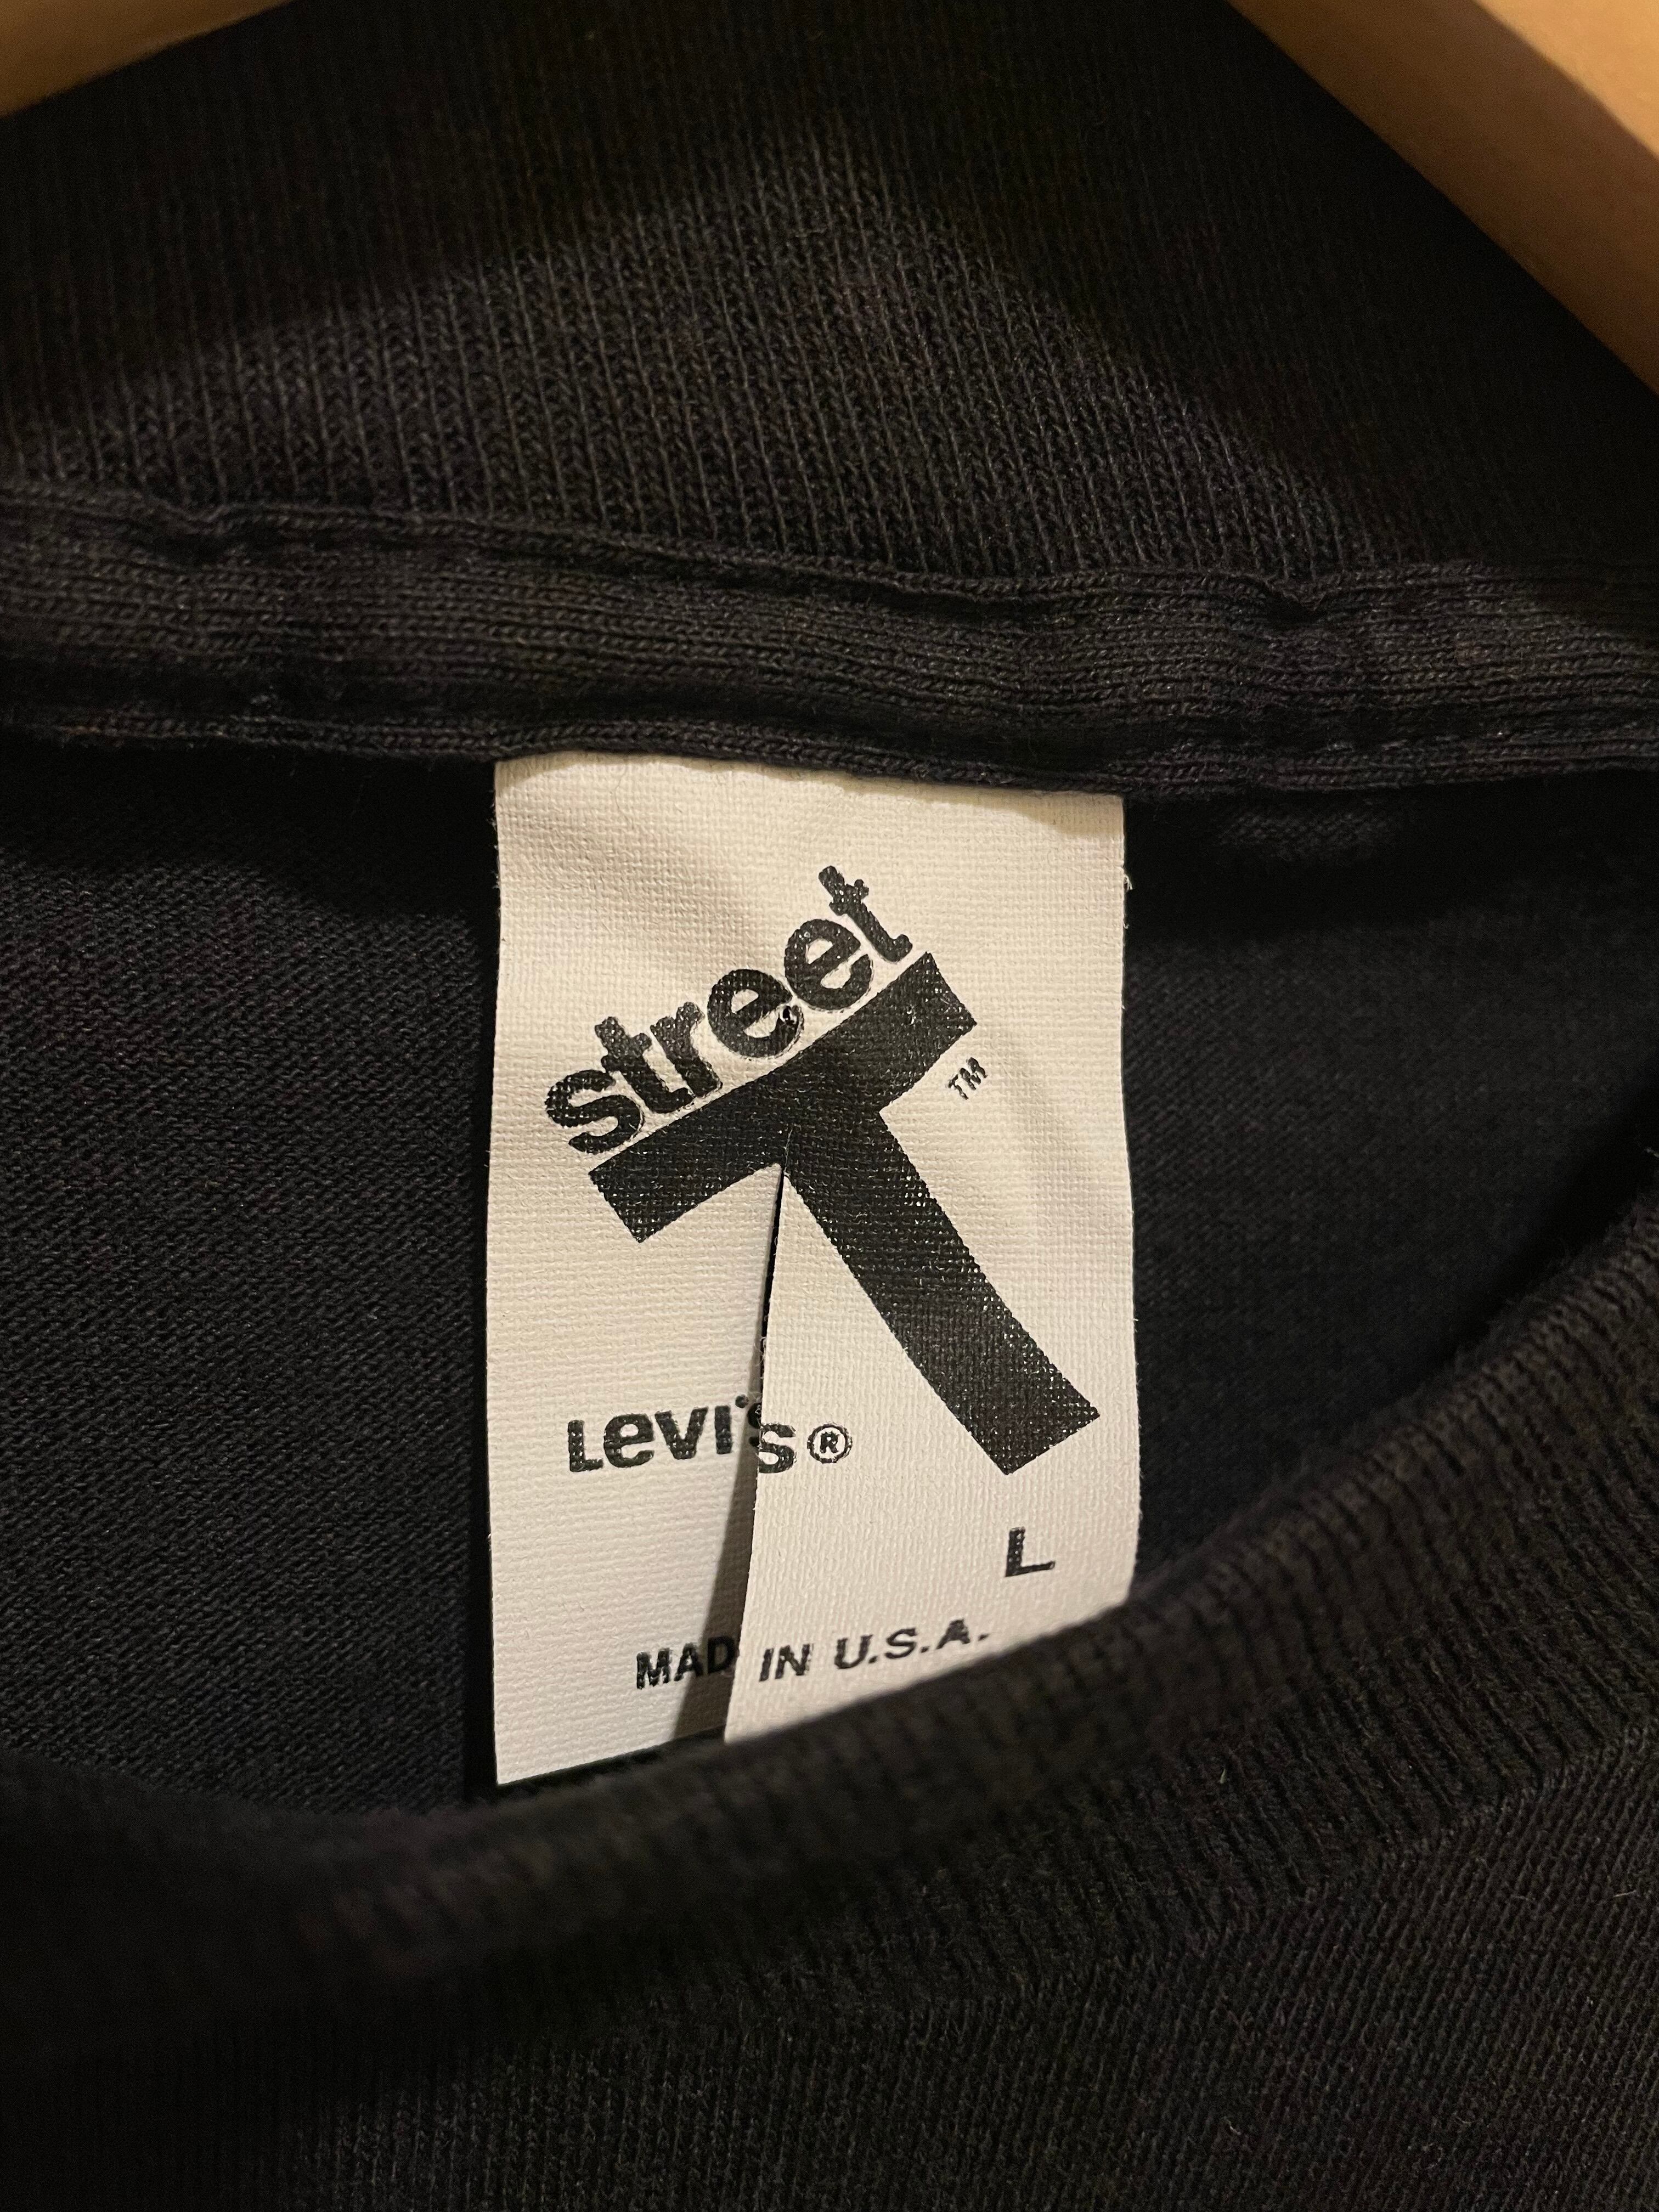 street
T
TM
Levi's®
L
MAD IN U.S.A.